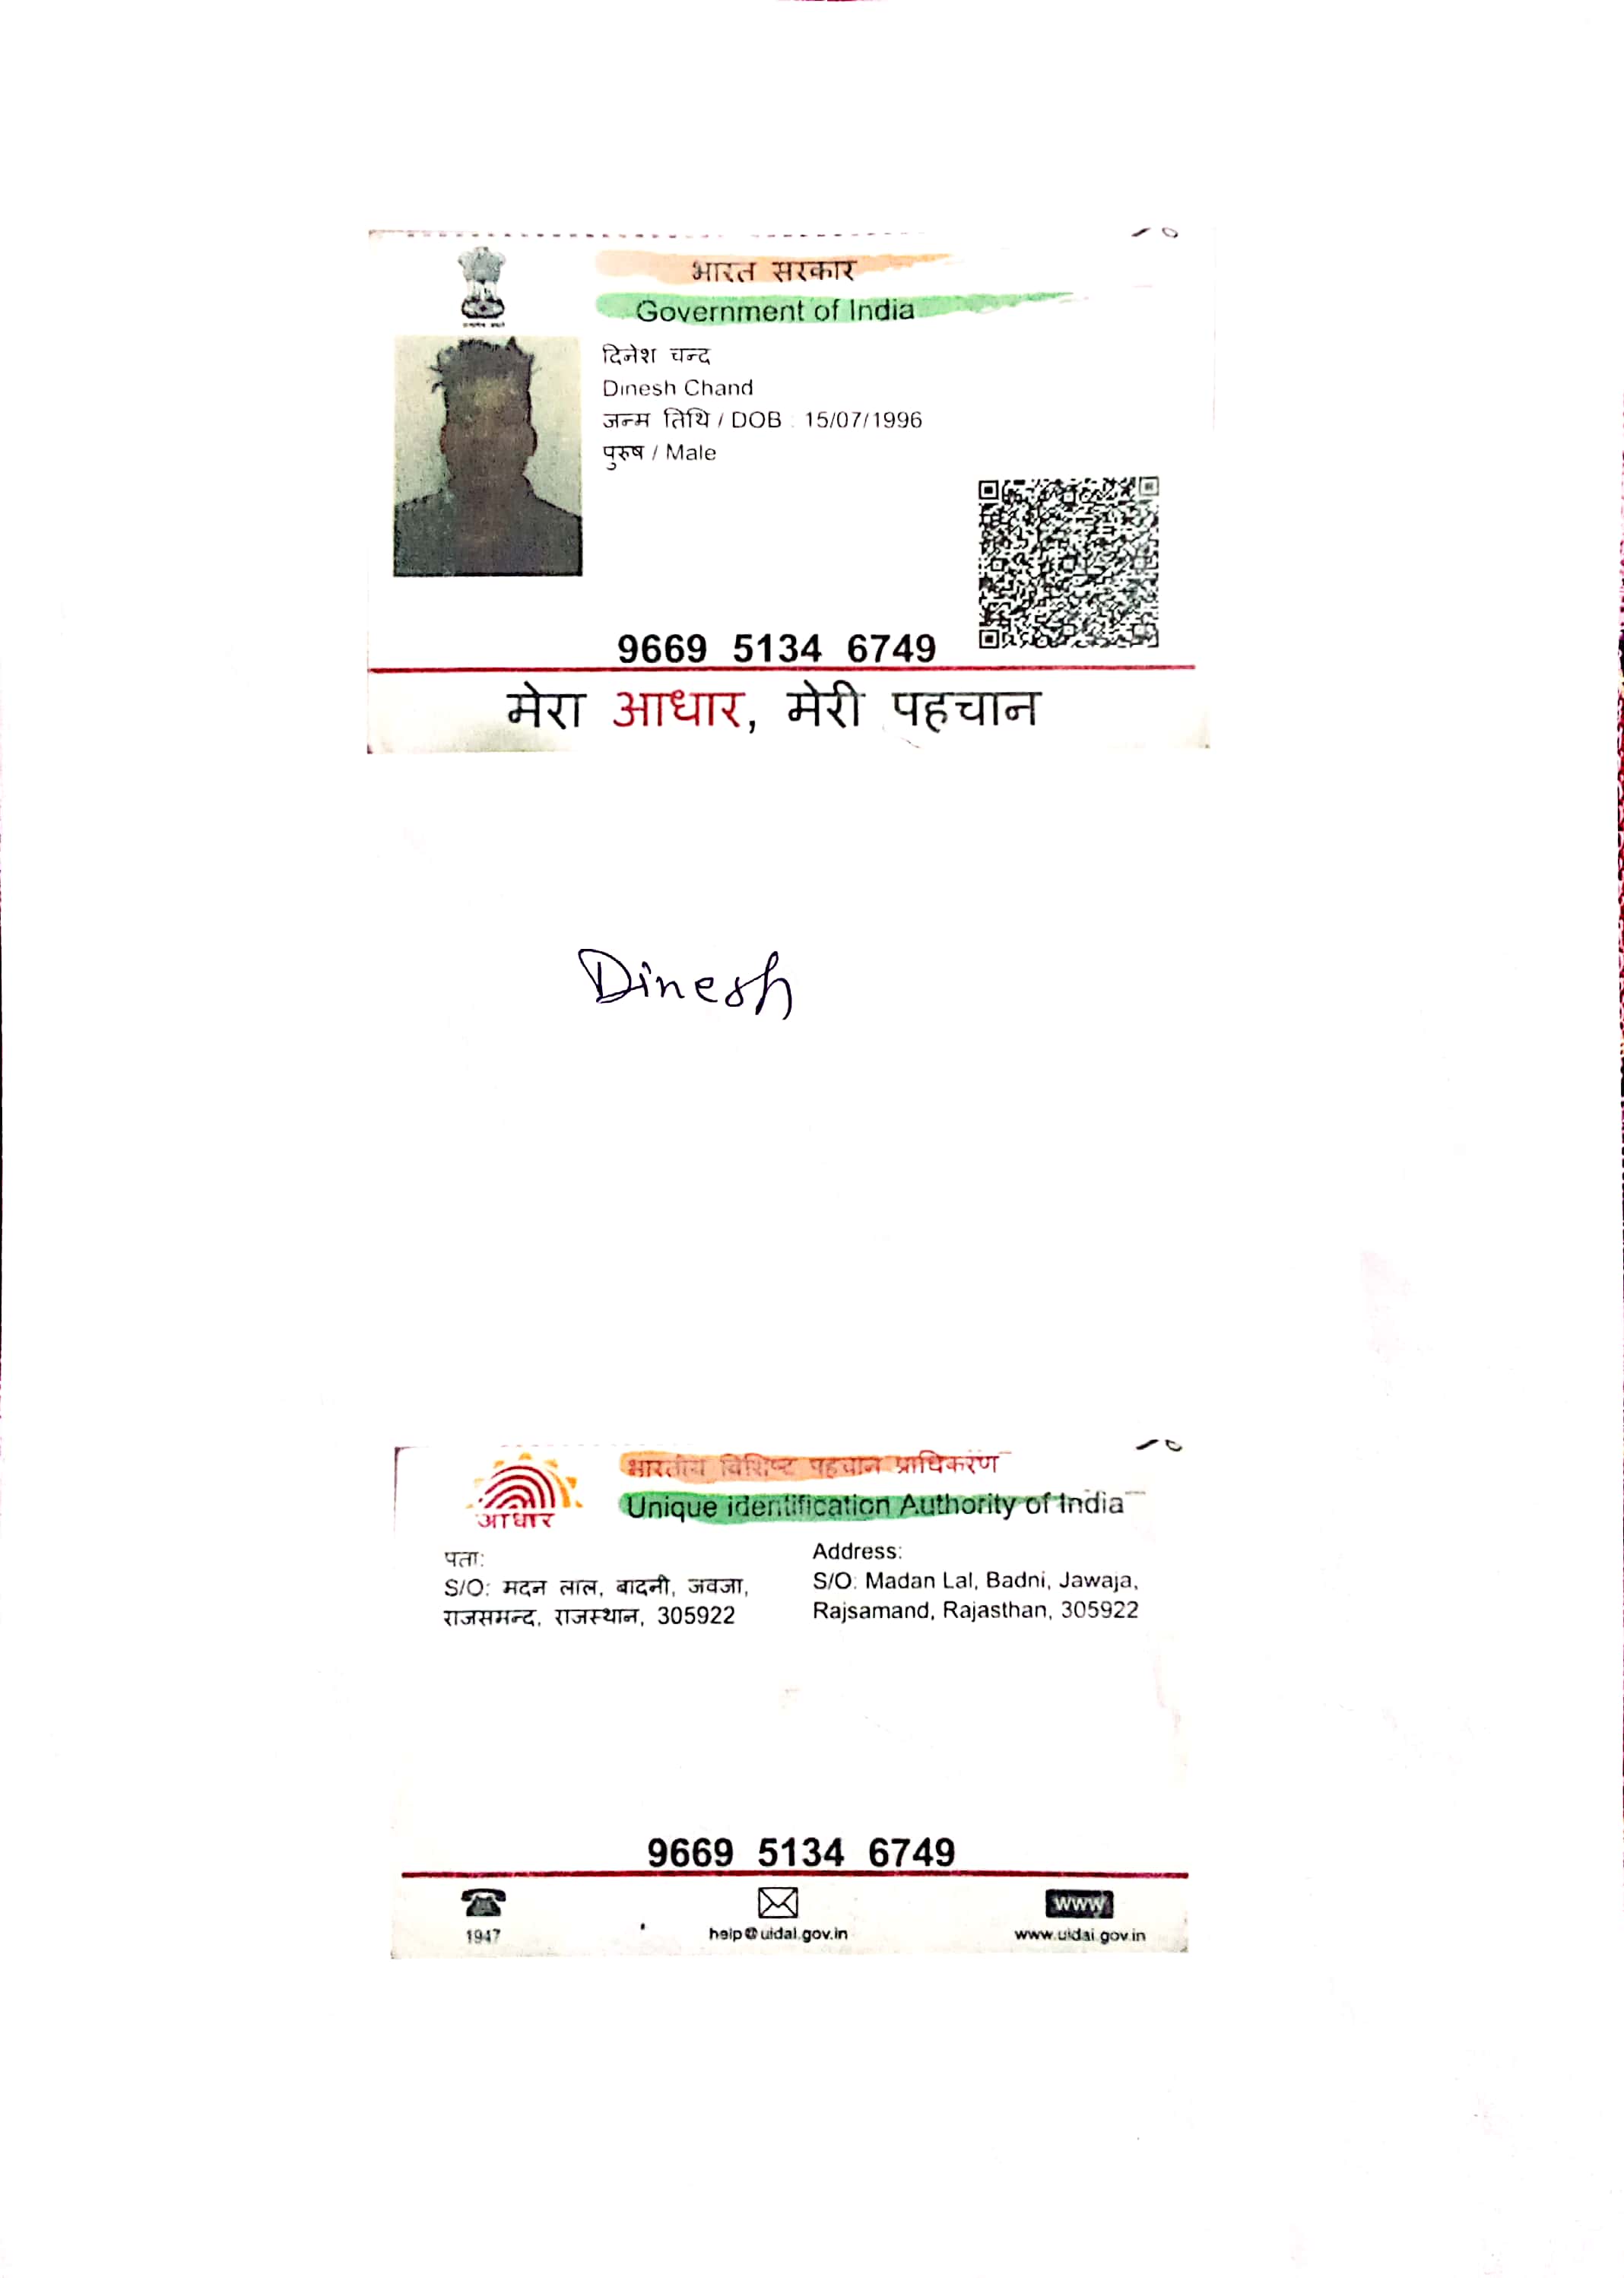 भारत सरकार
Government of India
दिनेश चन्द
Dinesh Chand
जन्म तिथि / DOB : 15/07/1996
पुरुष / Male
9669 5134 6749
मेरा आधार, मेरी पहचान
Dinesh
भारतीय विशिष्ट पहचान प्राधिकरण
Unique identification Authority of India
आधार
पता:
S/O: मदन लाल, बादनी, जवजा,
राजसमन्द, राजस्थान, 305922
Address:
S/O: Madan Lal, Badni, Jawaja,
Rajsamand, Rajasthan, 305922
9669 5134 6749
1947
help@uidai.gov.in
www
www.uidai.gov.in